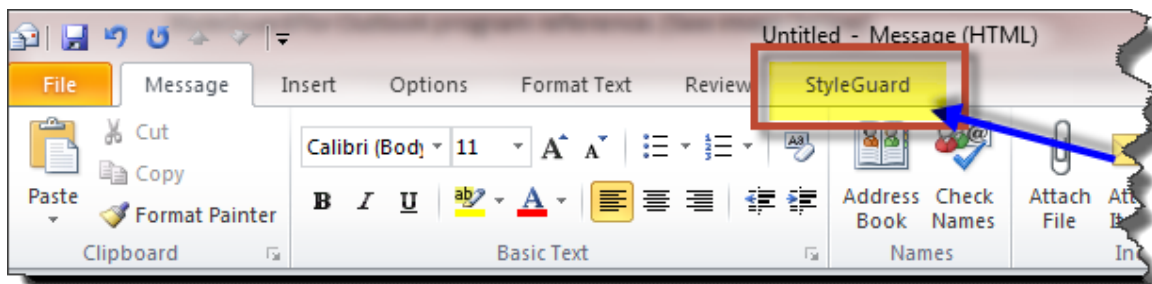 Untitled - Message (HTML)
File Message Insert Options Format Text Review StyleGuard
Cut
Copy
Paste
Format Painter
Clipboard
Calibri (Body 11 A A
B I U ab A
Basic Text
Address Book
Check Names
Names
Attach File